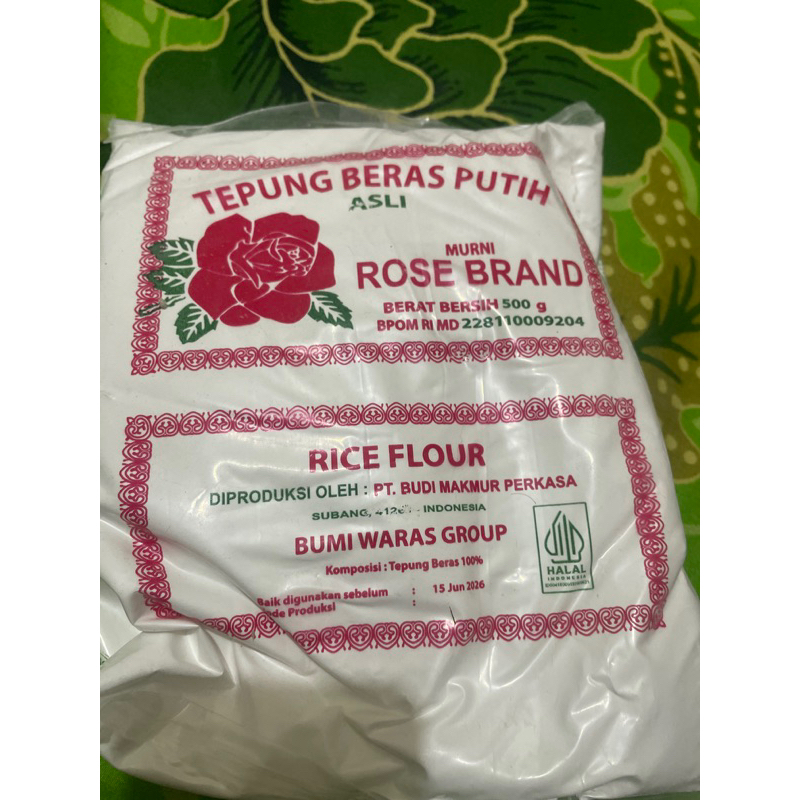 TEPUNG BERAS PUTIH
ASLI
MURNI
ROSE BRAND
BERAT BERSIH 500 g
BPOM RI MD 228110009204
RICE FLOUR
DIPRODUKSI OLEH : PT. BUDI MAKMUR PERKASA
SUBANG, INDONESIA
BUMI WARAS GROUP
Komposisi : Tepung Beras 100%
Baik digunakan sebelum : 15 Jun 2026
Produksi :
HALAL
INDONESIA